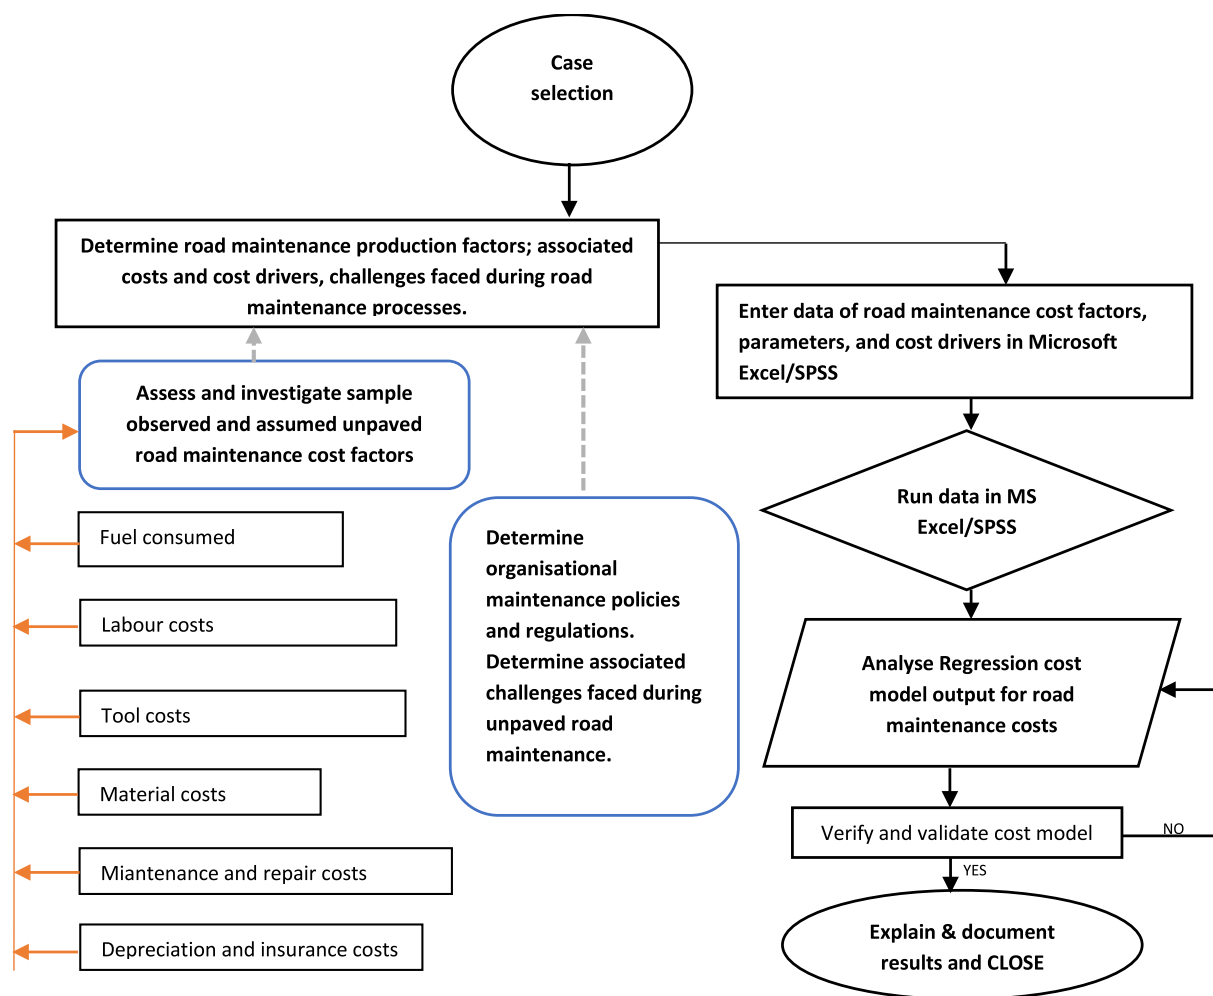 Case
selection
Determine road maintenance production factors; associated
costs and cost drivers, challenges faced during road
maintenance processes.
Enter data of road maintenance cost factors,
parameters, and cost drivers in Microsoft
Excel/SPSS
Assess and investigate sample
observed and assumed unpaved
road maintenance cost factors
Fuel consumed
Labour costs
Tool costs
Material costs
Miantenance and repair costs
Depreciation and insurance costs
Determine
organisational
maintenance policies
and regulations.
Determine associated
challenges faced during
unpaved road
maintenance.
Run data in MS
Excel/SPSS
Analyse Regression cost
model output for road
maintenance costs
Verify and validate cost model
NO
YES
Explain & document
results and CLOSE